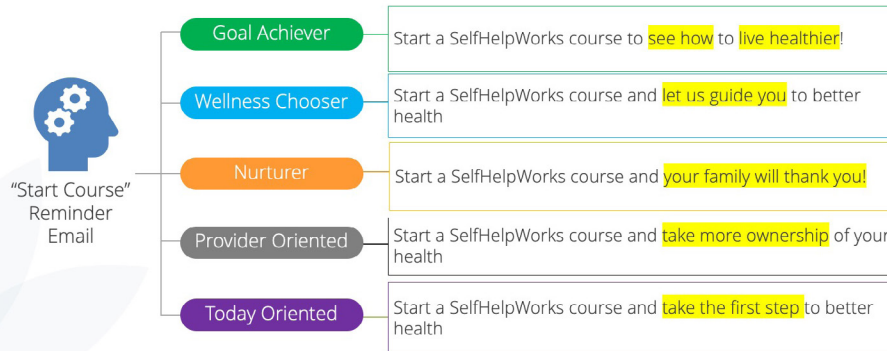 Goal Achiever
Start a SelfHelpWorks course to see how to live healthier!
Wellness Chooser
Start a SelfHelpWorks course and let us guide you to better
health
Nurturer
Start a SelfHelpWorks course and your family will thank you!
“Start Course”
Reminder
Email
Provider Oriented
Start a SelfHelpWorks course and take more ownership of your
health
Today Oriented
Start a SelfHelpWorks course and take the first step to better
health